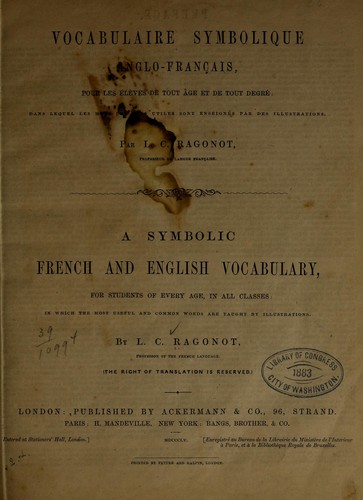 VOCABULAIRE SYMBOLIQUE
ANGLO-FRANÇAIS,
POUR LES ÉLÈVES DE TOUT ÂGE ET DE TOUT DEGRÉ:
DANS LEQUEL LES UTILES SONT ENSEIGNÉS PAR DES ILLUSTRATIONS.
PAR L. C. RAGONOT,
PROFESSEUR DE LANGUE FRANÇAISE.
A SYMBOLIC
FRENCH AND ENGLISH VOCABULARY,
FOR STUDENTS OF EVERY AGE, IN ALL CLASSES:
IN WHICH THE MOST USEFUL AND COMMON WORDS ARE TAUGHT BY ILLUSTRATIONS.
BY L. C. RAGONOT,
PROFESSOR OF THE FRENCH LANGUAGE.
(THE RIGHT OF TRANSLATION IS RESERVED.)
LIBRARY OF CONGRESS
1883
CITY OF WASHINGTON.
LONDON: PUBLISHED BY ACKERMANN & CO., 96, STRAND.
PARIS: H. MANDEVILLE. NEW YORK: BANGS, BROTHER, & CO.
at Stationers' Hall, London.]
[Enregistré au Bureau de la Librairie du Ministère de l'Intérieur
à Paris, et à la Bibliothèque Royale de Bruxelles.
PRINTED BY PETTER AND GALPIN, LONDON.